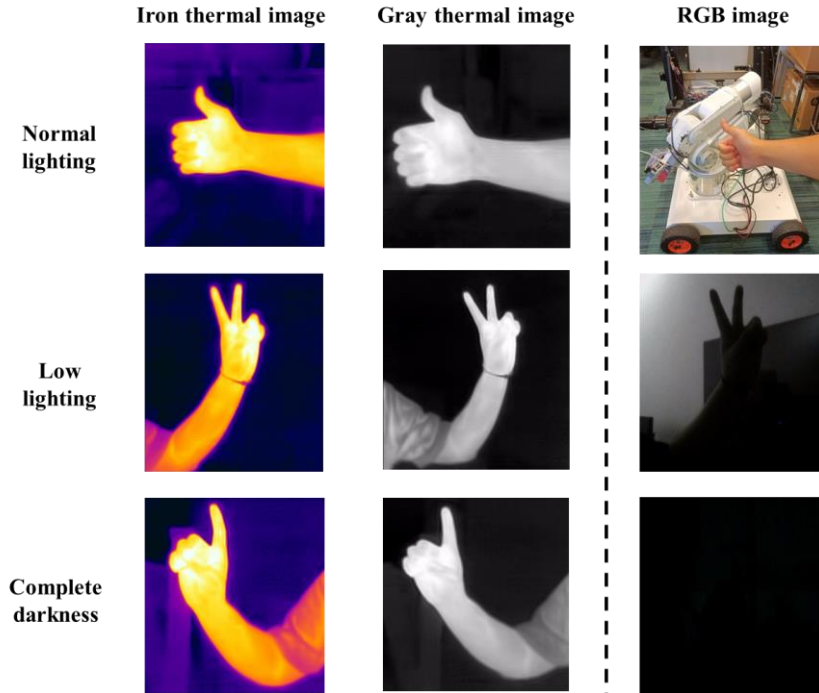 Iron thermal image
Gray thermal image
RGB image
Normal
lighting
Low
lighting
Complete
darkness